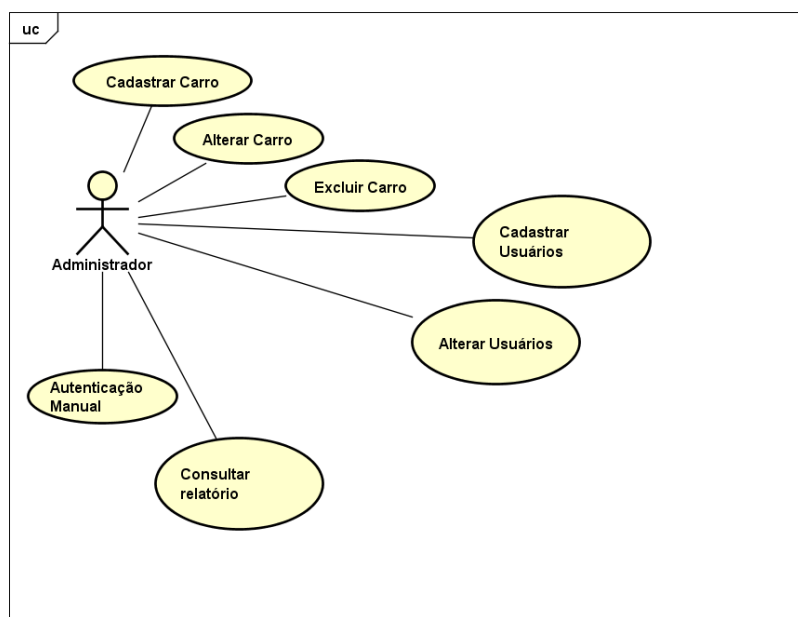 uc
Cadastrar Carro
Alterar Carro
Excluir Carro
Cadastrar
Usuários
Administrador
Alterar Usuários
Autenticação
Manual
Consultar
relatório